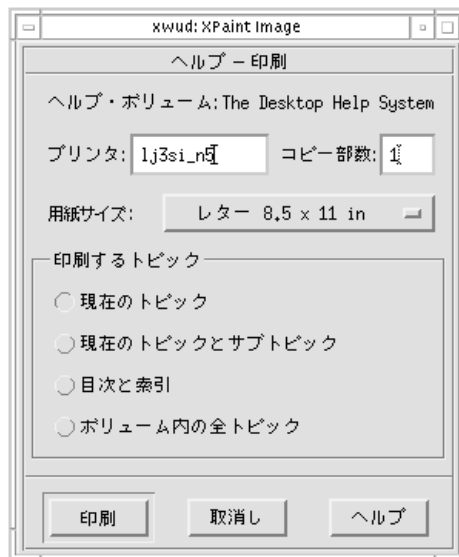 xwud: XPaint Image
ヘルプ – 印刷
ヘルプ・ボリューム:The Desktop Help System
プリンタ: lj3si_n5 コピー部数: 1
用紙サイズ: レター 8.5 x 11 in
印刷するトピック
現在のトピック
現在のトピックとサブトピック
目次と索引
ボリューム内の全トピック
印刷 取消し ヘルプ